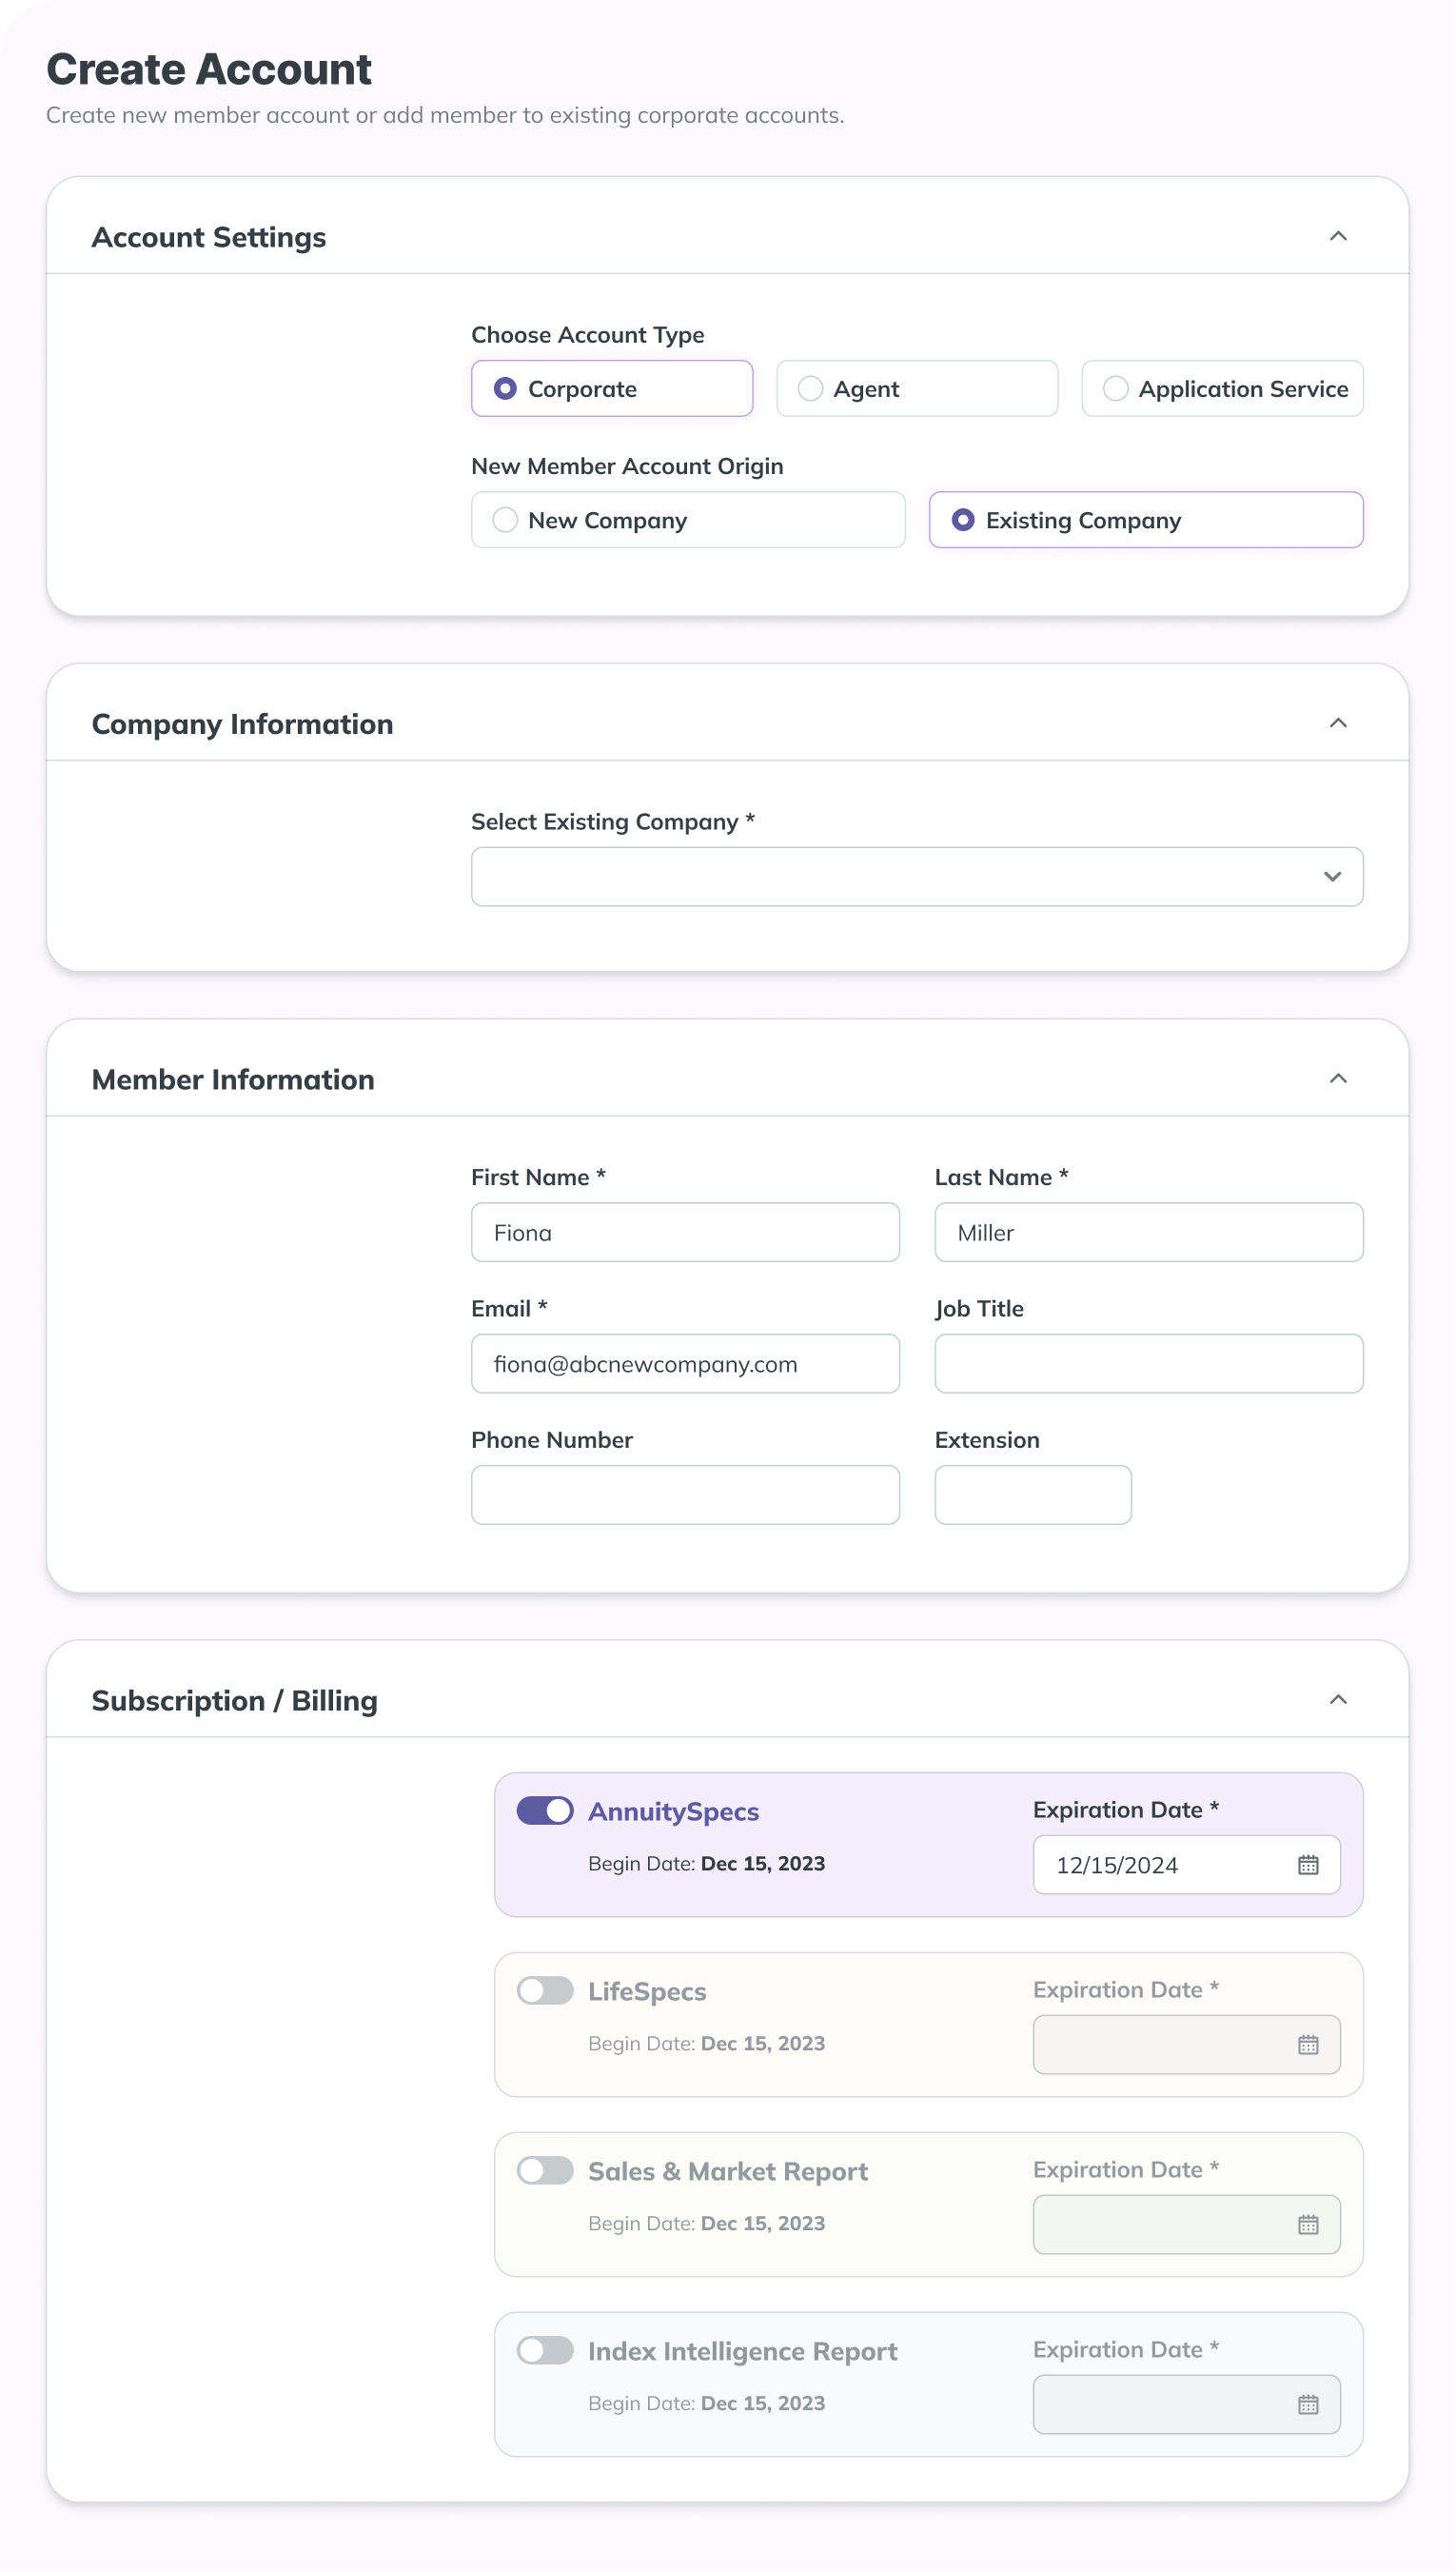 Create Account
Create new member account or add member to existing corporate accounts.
Account Settings
Choose Account Type
Corporate
Agent
Application Service
New Member Account Origin
New Company
Existing Company
Company Information
Select Existing Company *
Member Information
First Name *
Last Name *
Fiona
Miller
Email *
Job Title
fiona@abcnewcompany.com
Phone Number
Extension
Subscription / Billing
AnnuitySpecs
Begin Date: Dec 15, 2023
Expiration Date *
12/15/2024
LifeSpecs
Begin Date: Dec 15, 2023
Expiration Date *
Sales & Market Report
Begin Date: Dec 15, 2023
Expiration Date *
Index Intelligence Report
Begin Date: Dec 15, 2023
Expiration Date *